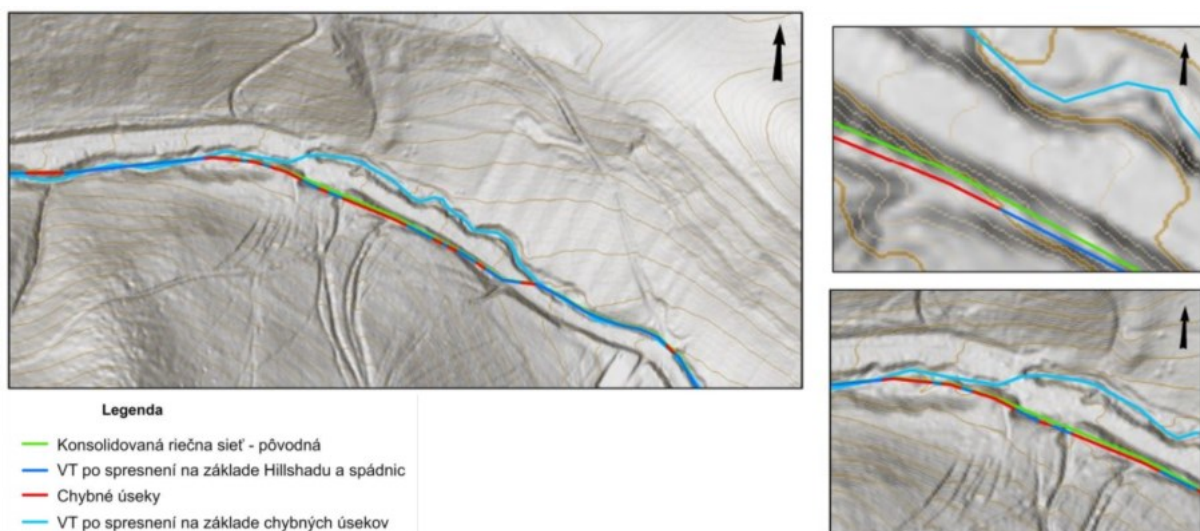 Legenda
Konsolidovaná riečna sieť - pôvodná
VT po spresnení na základe Hillshadu a spádnic
Chybné úseky
VT po spresnení na základe chybných úsekov